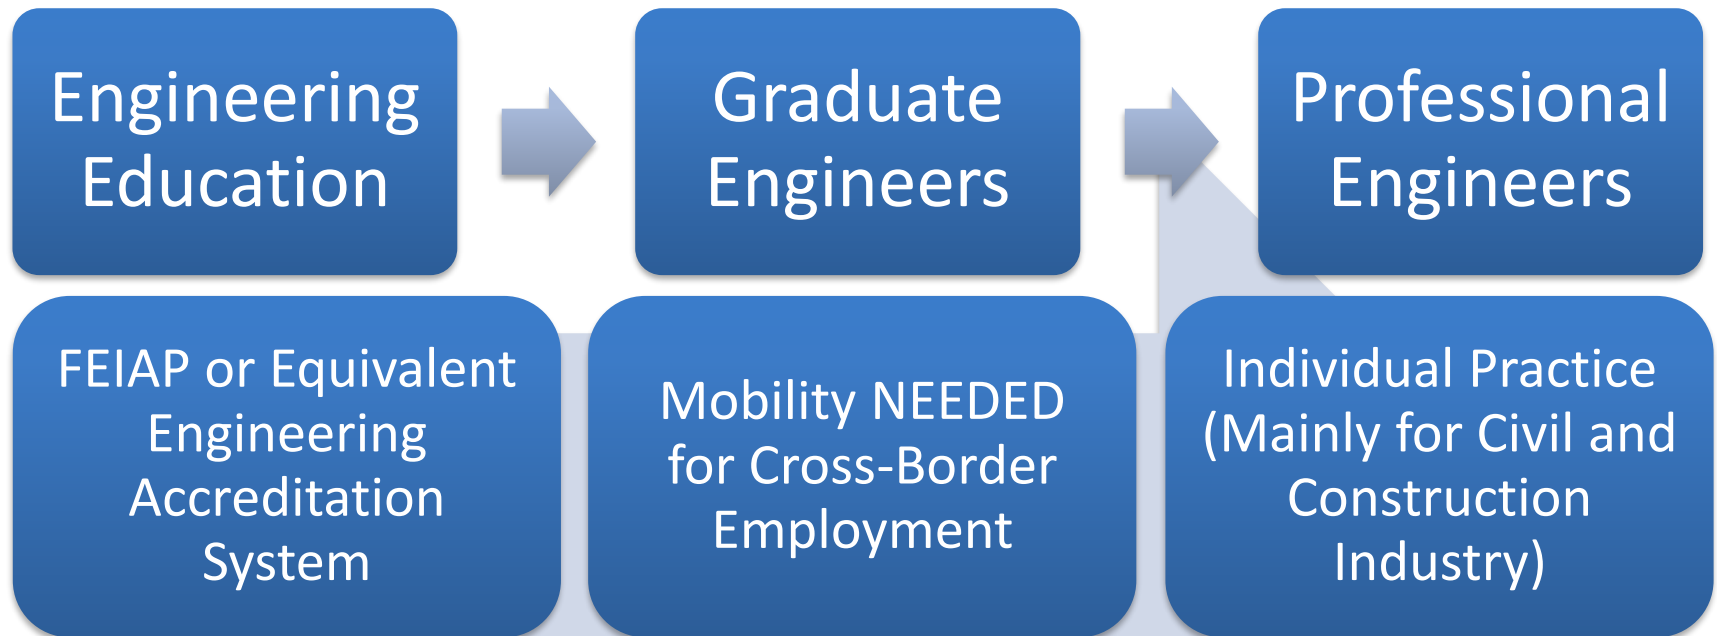 Engineering
Education
Graduate
Engineers
Professional
Engineers
FEIAP or Equivalent
Engineering
Accreditation
System
Mobility NEEDED
for Cross-Border
Employment
Individual Practice
(Mainly for Civil and
Construction
Industry)